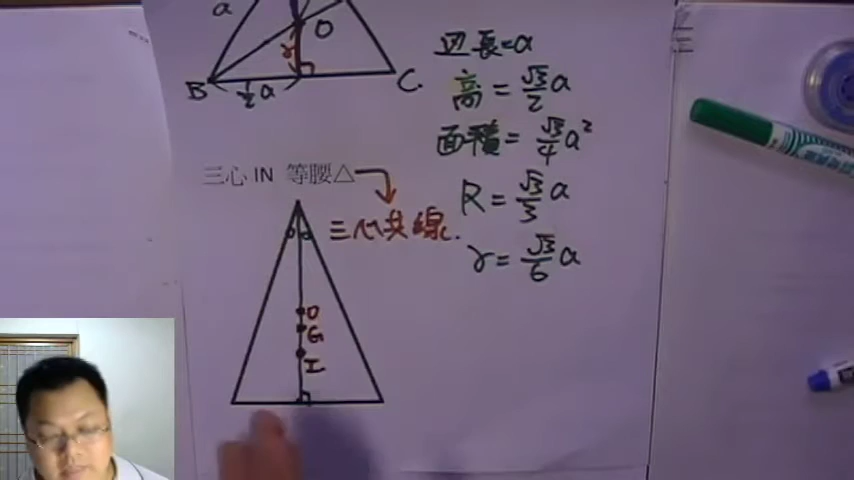 a
O
r
B
½a
C
边長=a
高=√3/2 a
面積=√3/4 a²
R=√3/3 a
r=√3/6 a
三心 IN 等腰△
三心共線.
O
G
I